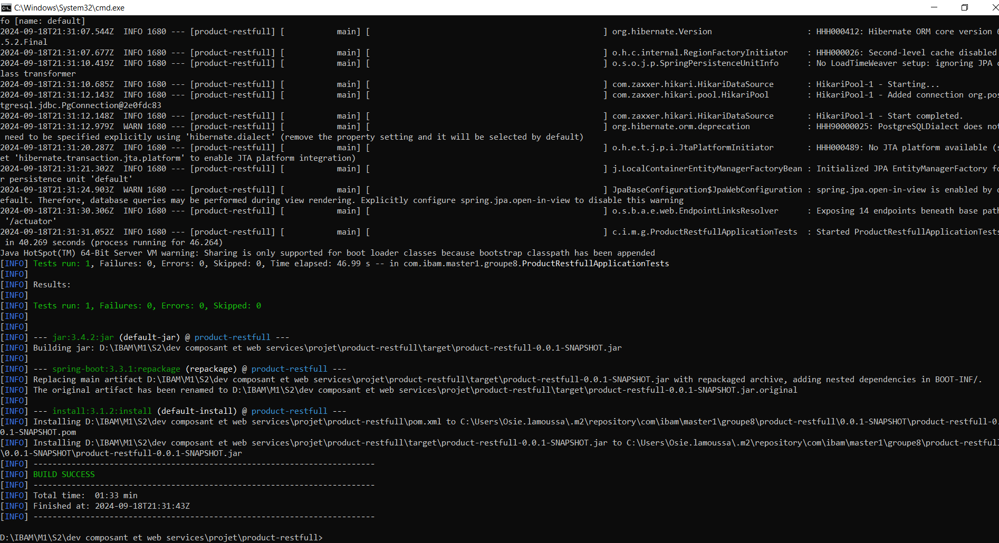 C:\Windows\System32\cmd.exe
fo [name: default]
2024-09-18T21:31:07.544Z  INFO 1680 --- [product-restfull] [           main] [                                                 ] org.hibernate.Version                    : HHH000412: Hibernate ORM core version 6
.5.2.Final
2024-09-18T21:31:07.677Z  INFO 1680 --- [product-restfull] [           main] [                                                 ] o.h.c.internal.RegionFactoryInitiator    : HHH000026: Second-level cache disabled
2024-09-18T21:31:10.419Z  INFO 1680 --- [product-restfull] [           main] [                                                 ] o.s.o.j.p.SpringPersistenceUnitInfo      : No LoadTimeWeaver setup: ignoring JPA c
lass transformer
2024-09-18T21:31:10.685Z  INFO 1680 --- [product-restfull] [           main] [                                                 ] com.zaxxer.hikari.HikariDataSource       : HikariPool-1 - Starting...
2024-09-18T21:31:12.143Z  INFO 1680 --- [product-restfull] [           main] [                                                 ] com.zaxxer.hikari.pool.HikariPool        : HikariPool-1 - Added connection org.pos
tgresql.jdbc.PgConnection@2e0fdc83
2024-09-18T21:31:12.148Z  INFO 1680 --- [product-restfull] [           main] [                                                 ] com.zaxxer.hikari.HikariDataSource       : HikariPool-1 - Start completed.
2024-09-18T21:31:12.979Z  WARN 1680 --- [product-restfull] [           main] [                                                 ] org.hibernate.orm.deprecation            : HHH90000025: PostgreSQLDialect does not
 need to be specified explicitly using 'hibernate.dialect' (remove the property setting and it will be selected by default)
2024-09-18T21:31:20.287Z  INFO 1680 --- [product-restfull] [           main] [                                                 ] o.h.e.t.j.p.i.JtaPlatformInitiator       : HHH000489: No JTA platform available (s
et 'hibernate.transaction.jta.platform' to enable JTA platform integration)
2024-09-18T21:31:21.302Z  INFO 1680 --- [product-restfull] [           main] [                                                 ] j.LocalContainerEntityManagerFactoryBean : Initialized JPA EntityManagerFactory fo
r persistence unit 'default'
2024-09-18T21:31:24.903Z  WARN 1680 --- [product-restfull] [           main] [                                                 ] JpaBaseConfiguration$JpaWebConfiguration : spring.jpa.open-in-view is enabled by d
efault. Therefore, database queries may be performed during view rendering. Explicitly configure spring.jpa.open-in-view to disable this warning
2024-09-18T21:31:30.306Z  INFO 1680 --- [product-restfull] [           main] [                                                 ] o.s.b.a.e.web.EndpointLinksResolver      : Exposing 14 endpoints beneath base path
 '/actuator'
2024-09-18T21:31:31.052Z  INFO 1680 --- [product-restfull] [           main] [                                                 ] c.i.m.g.ProductRestfullApplicationTests  : Started ProductRestfullApplicationTests
 in 40.269 seconds (process running for 46.264)
Java HotSpot(TM) 64-Bit Server VM warning: Sharing is only supported for boot loader classes because bootstrap classpath has been appended
[INFO] Tests run: 1, Failures: 0, Errors: 0, Skipped: 0, Time elapsed: 46.99 s -- in com.ibam.master1.groupe8.ProductRestfullApplicationTests
[INFO]
[INFO] Results:
[INFO]
[INFO] Tests run: 1, Failures: 0, Errors: 0, Skipped: 0
[INFO]
[INFO]
[INFO] --- jar:3.4.2:jar (default-jar) @ product-restfull ---
[INFO] Building jar: D:\IBAM\M1\S2\dev composant et web services\projet\product-restfull\target\product-restfull-0.0.1-SNAPSHOT.jar
[INFO]
[INFO] --- spring-boot:3.3.1:repackage (repackage) @ product-restfull ---
[INFO] Replacing main artifact D:\IBAM\M1\S2\dev composant et web services\projet\product-restfull\target\product-restfull-0.0.1-SNAPSHOT.jar with repackaged archive, adding nested dependencies in BOOT-INF/.
[INFO] The original artifact has been renamed to D:\IBAM\M1\S2\dev composant et web services\projet\product-restfull\target\product-restfull-0.0.1-SNAPSHOT.jar.original
[INFO]
[INFO] --- install:3.1.2:install (default-install) @ product-restfull ---
[INFO] Installing D:\IBAM\M1\S2\dev composant et web services\projet\product-restfull\pom.xml to C:\Users\Osie.lamoussa\.m2\repository\com\ibam\master1\groupe8\product-restfull\0.0.1-SNAPSHOT\product-restfull-0.
0.1-SNAPSHOT.pom
[INFO] Installing D:\IBAM\M1\S2\dev composant et web services\projet\product-restfull\target\product-restfull-0.0.1-SNAPSHOT.jar to C:\Users\Osie.lamoussa\.m2\repository\com\ibam\master1\groupe8\product-restfull
\0.0.1-SNAPSHOT\product-restfull-0.0.1-SNAPSHOT.jar
[INFO] ------------------------------------------------------------------------
[INFO] BUILD SUCCESS
[INFO] ------------------------------------------------------------------------
[INFO] Total time:  01:33 min
[INFO] Finished at: 2024-09-18T21:31:43Z
[INFO] ------------------------------------------------------------------------
D:\IBAM\M1\S2\dev composant et web services\projet\product-restfull>